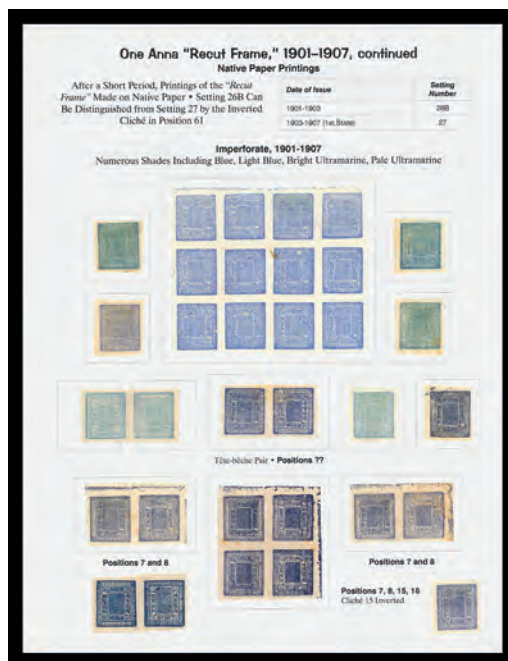 One Anna "Recut Frame," 1901–1907, continued
Native Paper Printings
After a Short Period, Printings of the "Recut
Frame" Made on Native Paper • Setting 26B Can
Be Distinguished from Setting 27 by the Inverted
Cliché in Position 61
Date of Issue Setting Number
1901-1903 26B
1903-1907 (1st State) 27
Imperforate, 1901-1907
Numerous Shades Including Blue, Light Blue, Bright Ultramarine, Pale Ultramarine
Tête-bêche Pair • Positions ??
Positions 7 and 8
Positions 7 and 8
Positions 7, 8, 15, 16
Cliché 15 Inverted